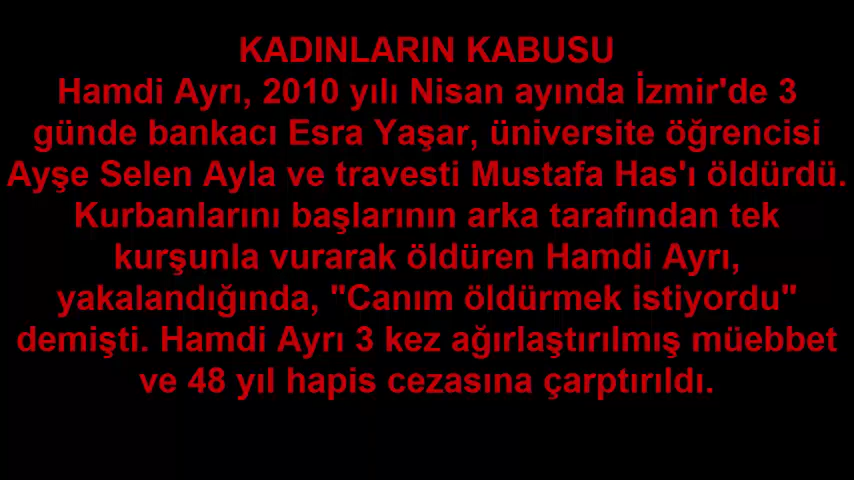 KADINLARIN KABUSU
Hamdi Ayrı, 2010 yılı Nisan ayında İzmir'de 3
günde bankacı Esra Yaşar, üniversite öğrencisi
Ayşe Selen Ayla ve travesti Mustafa Has'ı öldürdü.
Kurbanlarını başlarının arka tarafından tek
kurşunla vurarak öldüren Hamdi Ayrı,
yakalandığında, "Canım öldürmek istiyordu"
demişti. Hamdi Ayrı 3 kez ağırlaştırılmış müebbet
ve 48 yıl hapis cezasına çarptırıldı.